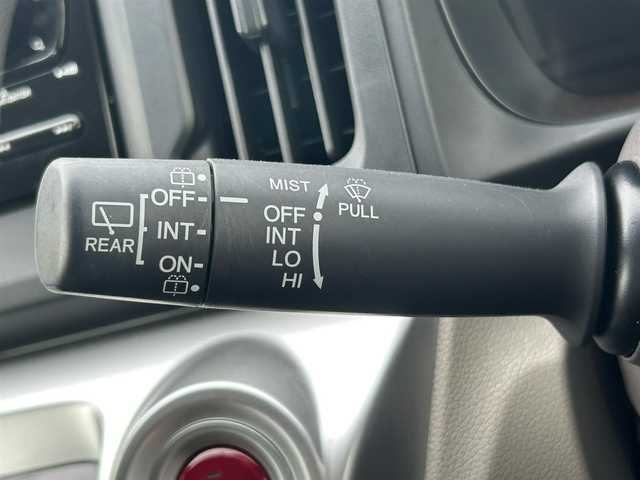 REAR
OFF
INT
ON
MIST
OFF
INT
LO
HI
PULL